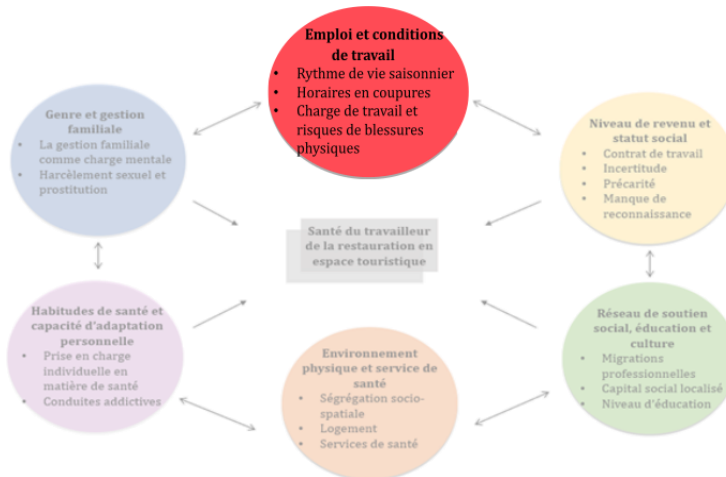 Emploi et conditions
de travail
• Rythme de vie saisonnier
• Horaires en coupures
• Charge de travail et
risques de blessures
physiques
Genre et gestion
familiale
• La gestion familiale
comme charge mentale
• Harcèlement sexuel et
prostitution
Niveau de revenu et
statut social
• Contrat de travail
• Incertitude
• Précarité
• Manque de
reconnaissance
Santé du travailleur
de la restauration en
espace touristique
Habitudes de santé et
capacité d'adaptation
personnelle
• Prise en charge
individuelle en
matière de santé
• Conduites addictives
Environnement
physique et service de
santé
• Ségrégation socio-
spatiale
• Logement
• Services de santé
Réseau de soutien
social, éducation et
culture
• Migrations
professionnelles
• Capital social localisé
• Niveau d'éducation